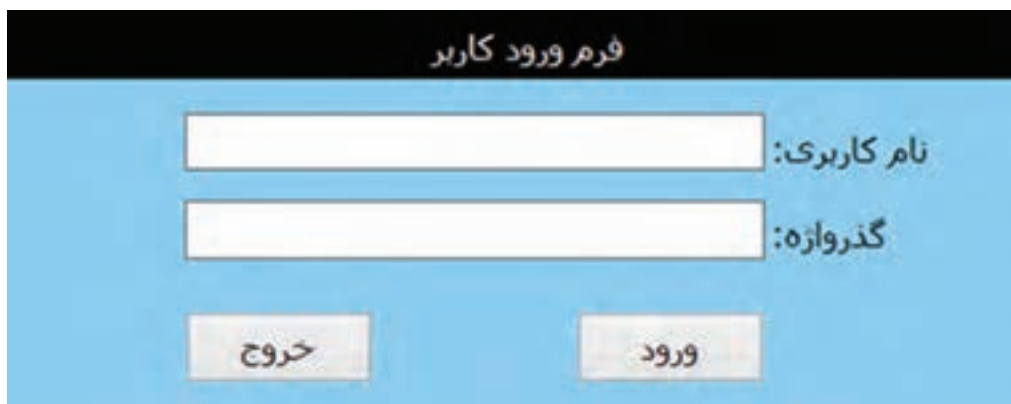 فرم ورود کاربر
نام کاربری:
گذرواژه:
ورود
خروج